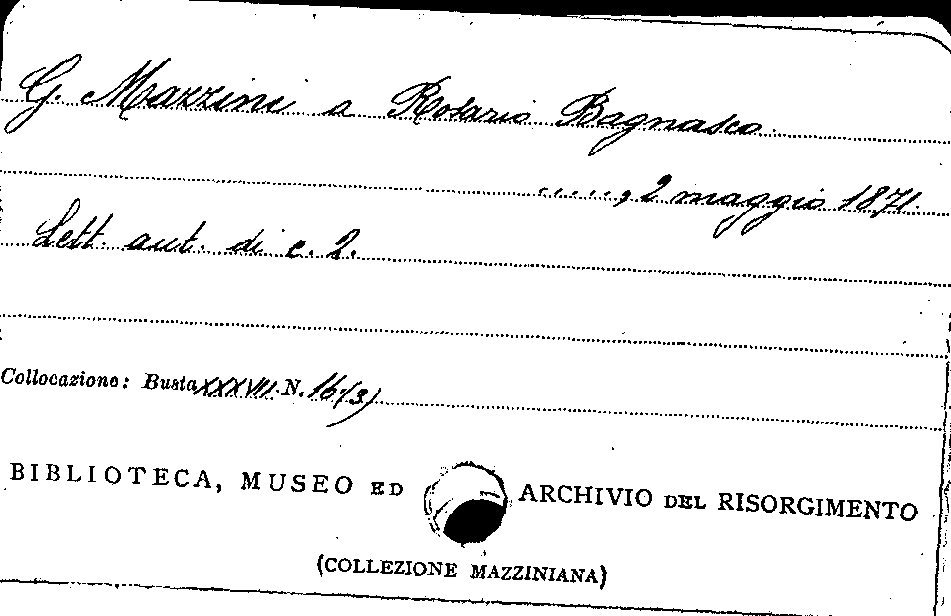 G. Mazzini a Rosario Bagnasco.
....., 2 maggio 1871.
Lett. aut. di c. 2.
Collocazione: Busta XXXVIII N. 16(3)
BIBLIOTECA, MUSEO ED ARCHIVIO DEL RISORGIMENTO
(COLLEZIONE MAZZINIANA)